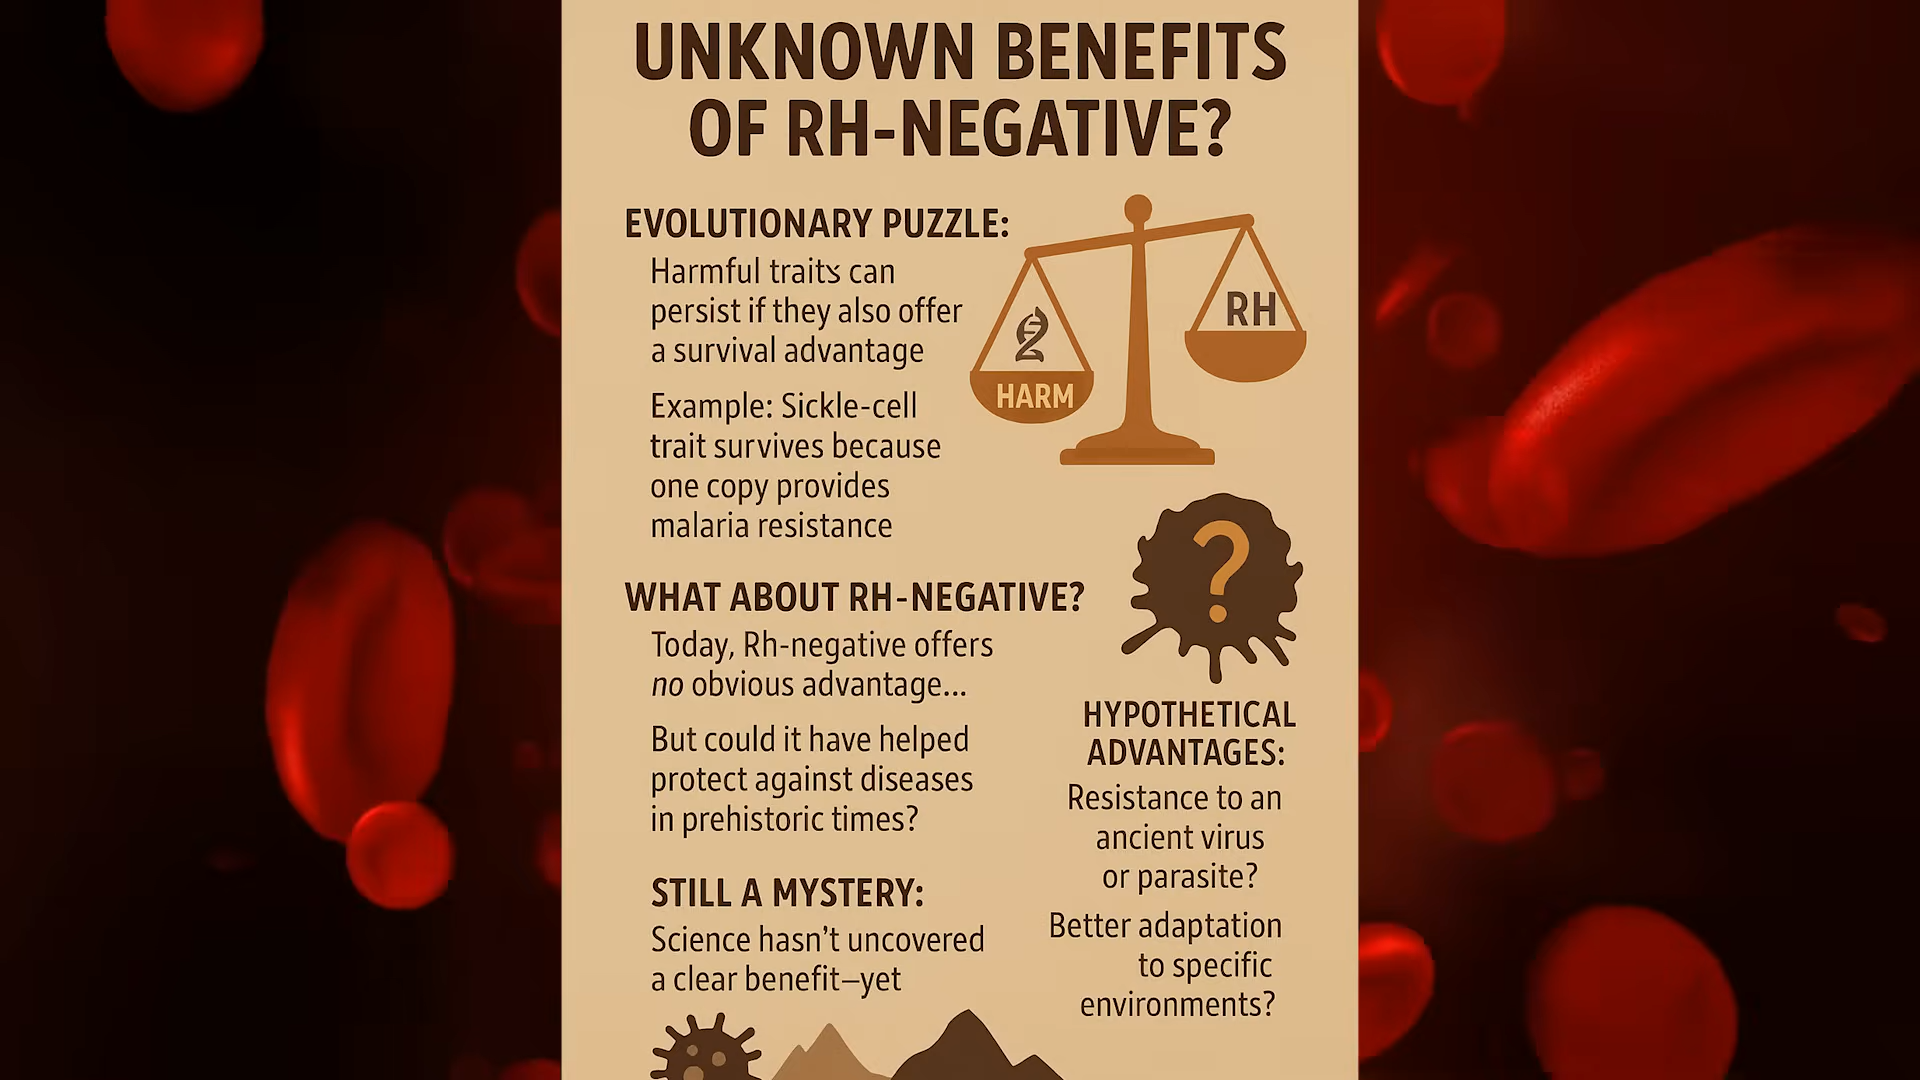 UNKNOWN BENEFITS
OF RH-NEGATIVE?
EVOLUTIONARY PUZZLE:
Harmful traits can
persist if they also offer
a survival advantage
Example: Sickle-cell
trait survives because
one copy provides
malaria resistance
HARM
RH
WHAT ABOUT RH-NEGATIVE?
Today, Rh-negative offers
no obvious advantage...
But could it have helped
protect against diseases
in prehistoric times?
?
HYPOTHETICAL
ADVANTAGES:
Resistance to an
ancient virus
or parasite?
Better adaptation
to specific
environments?
STILL A MYSTERY:
Science hasn't uncovered
a clear benefit—yet